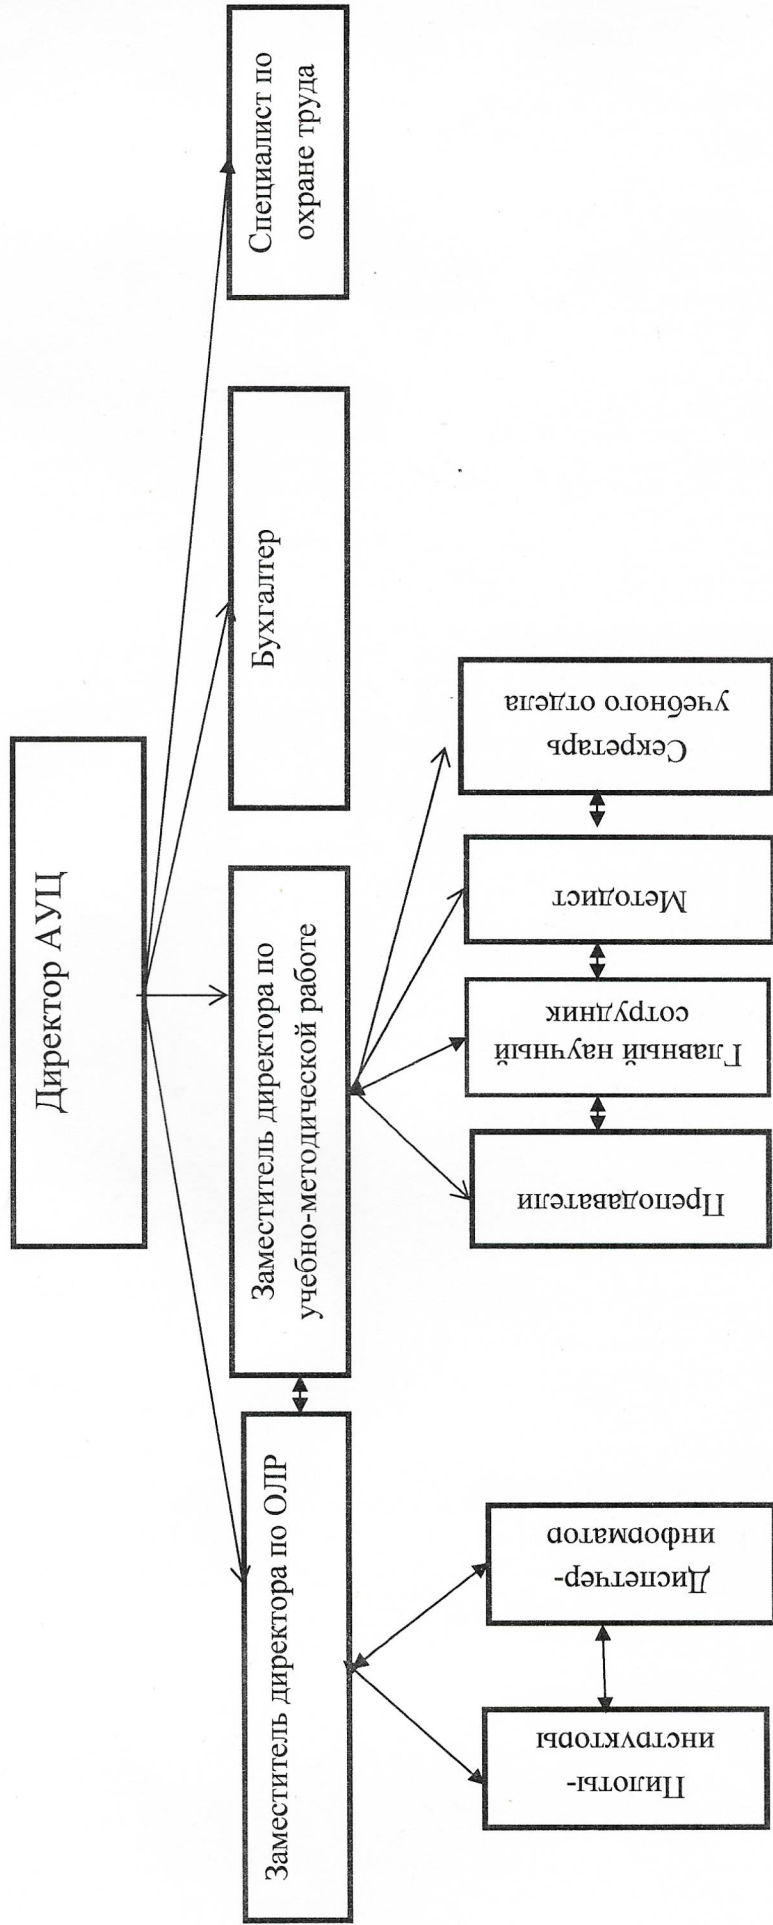 Директор АУЦ
Заместитель директора по ОЛР
Заместитель директора по
учебно-методической работе
Бухгалтер
Специалист по
охране труда
Пилоты-
инструкторы
Диспетчер-
информатор
Преподаватели
Главный научный
сотрудник
Методист
Секретарь
учебного отдела